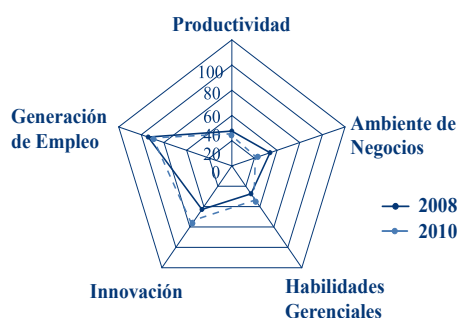 Productividad
100
80
60
40
20
0
Generación
de Empleo
Ambiente de
Negocios
2008
2010
Innovación
Habilidades
Gerenciales